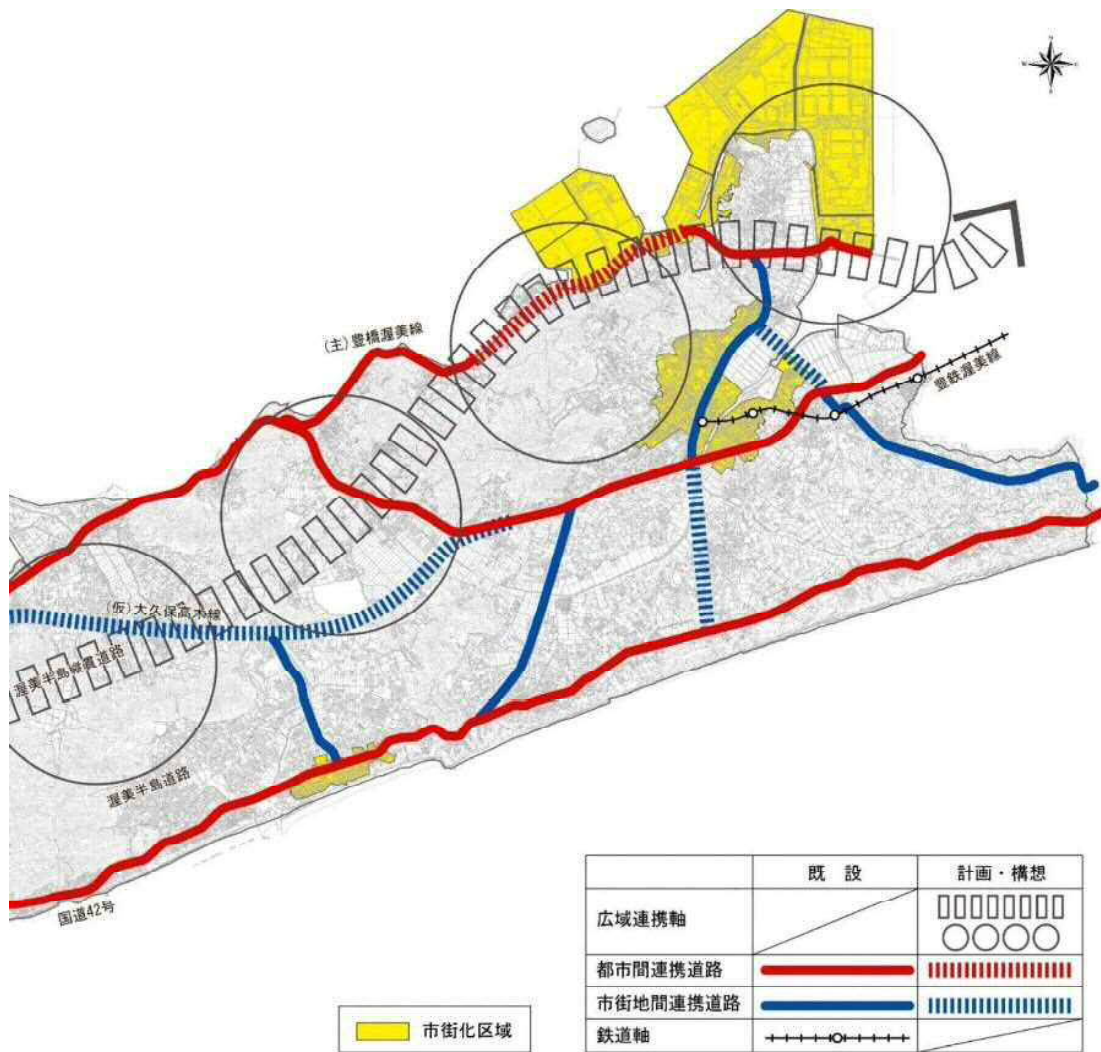 N
W
E
S
(主)豊橋渥美線
豊鉄渥美線
(仮)大久保高木線
渥美半島縦貫道路
渥美半島道路
国道42号
既 設
計画・構想
広域連携軸
都市間連携道路
市街地間連携道路
鉄道軸
市街化区域